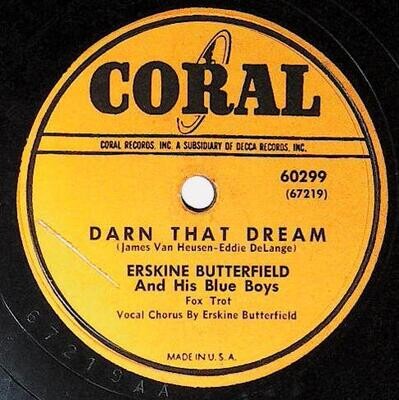 CORAL
CORAL RECORDS, INC. A SUBSIDIARY OF DECCA RECORDS, INC.
60299
(67219)
DARN THAT DREAM
(James Van Heusen-Eddie DeLange)
ERSKINE BUTTERFIELD
And His Blue Boys
Fox Trot
Vocal Chorus By Erskine Butterfield
MADE IN U. S. A.
67219AA